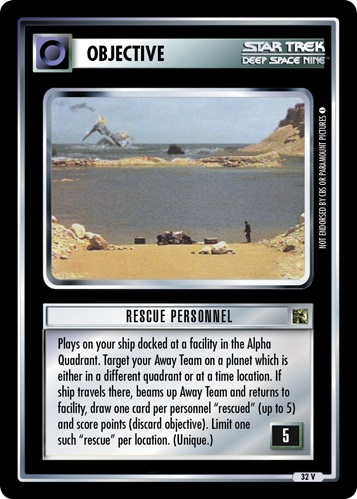 OBJECTIVE
STAR TREK
DEEP SPACE NINE™
NOT ENDORSED BY CBS OR PARAMOUNT PICTURES
RESCUE PERSONNEL
Plays on your ship docked at a facility in the Alpha
Quadrant. Target your Away Team on a planet which is
either in a different quadrant or at a time location. If
ship travels there, beams up Away Team and returns to
facility, draw one card per personnel "rescued" (up to 5)
and score points (discard objective). Limit one
such "rescue" per location. (Unique.)
5
32 V